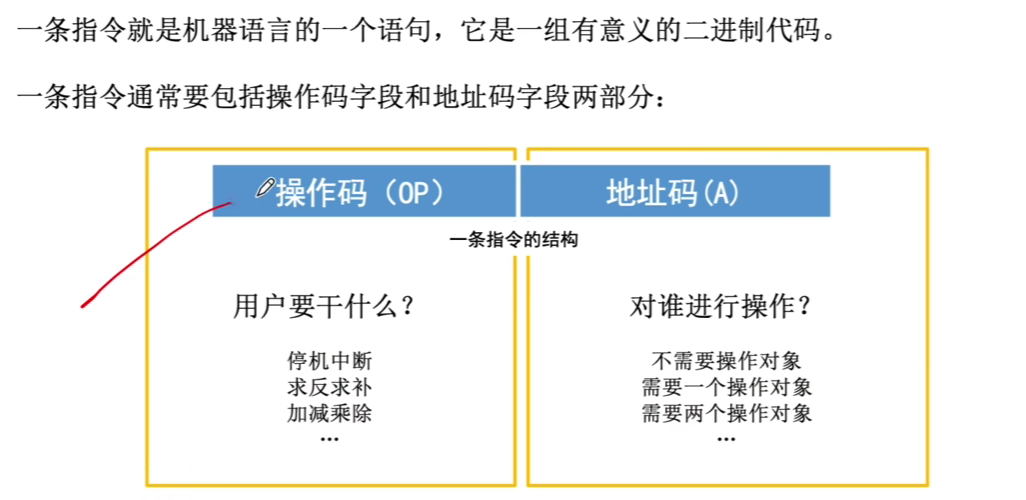 一条指令就是机器语言的一个语句，它是一组有意义的二进制代码。
一条指令通常要包括操作码字段和地址码字段两部分：
操作码（OP）
地址码(A)
一条指令的结构
用户要干什么？
停机中断
求反求补
加减乘除
…
对谁进行操作？
不需要操作对象
需要一个操作对象
需要两个操作对象
…